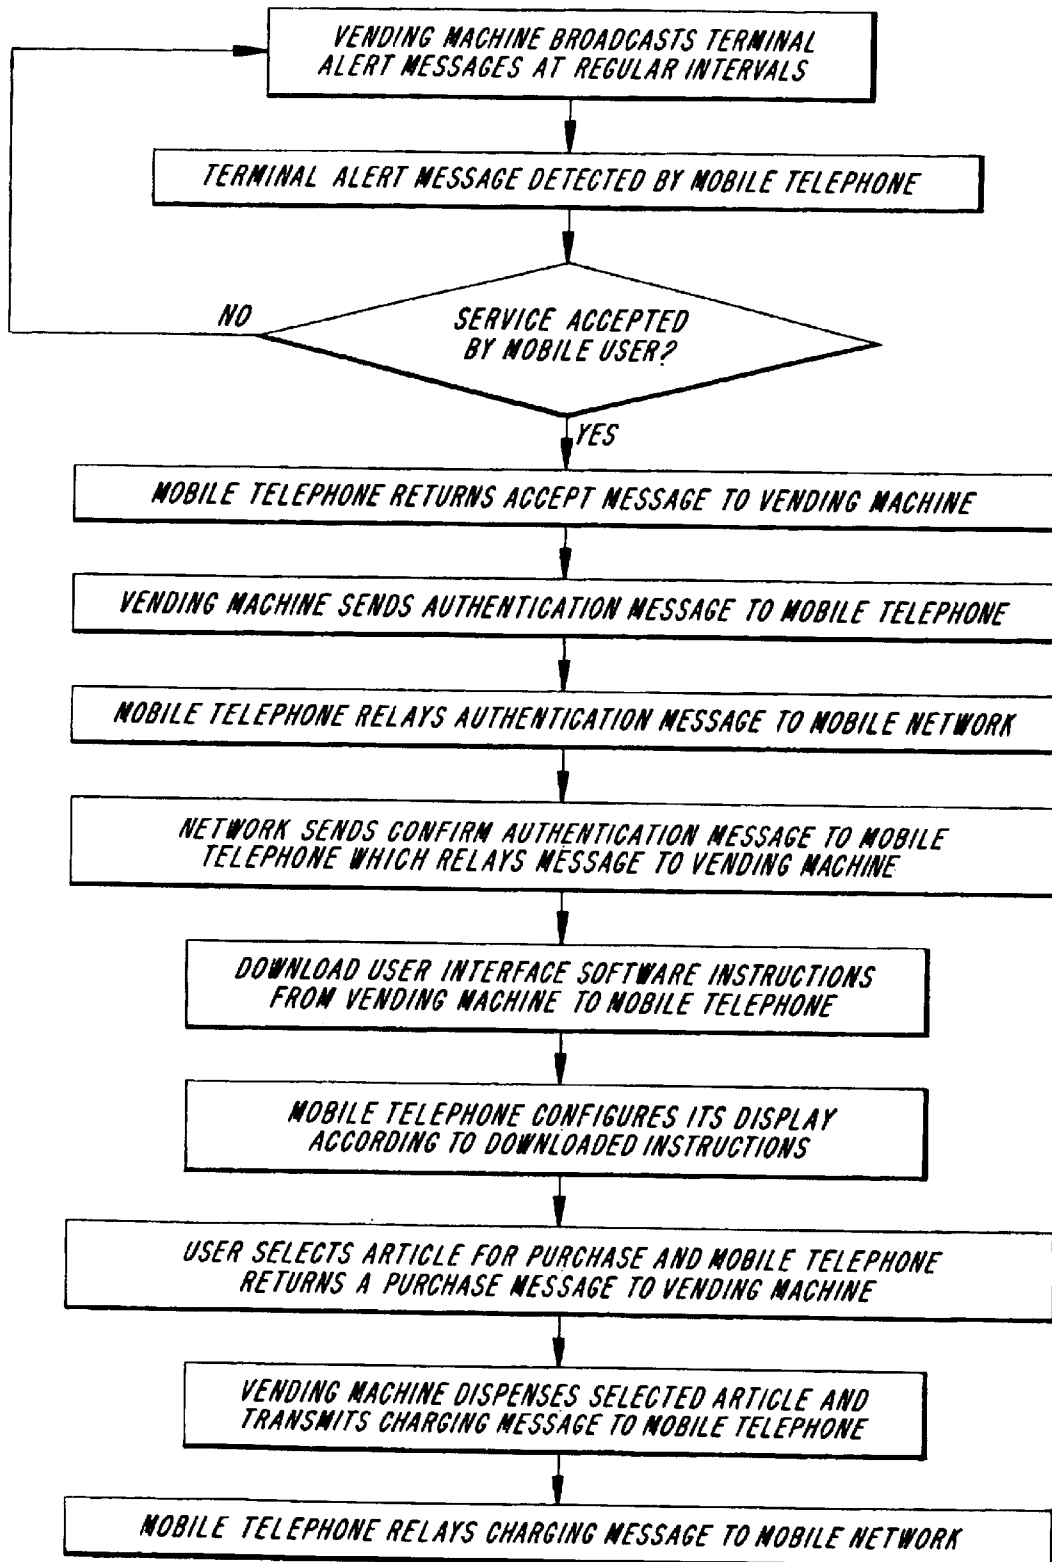 VENDING MACHINE BROADCASTS TERMINAL
ALERT MESSAGES AT REGULAR INTERVALS
TERMINAL ALERT MESSAGE DETECTED BY MOBILE TELEPHONE
NO
SERVICE ACCEPTED
BY MOBILE USER?
YES
MOBILE TELEPHONE RETURNS ACCEPT MESSAGE TO VENDING MACHINE
VENDING MACHINE SENDS AUTHENTICATION MESSAGE TO MOBILE TELEPHONE
MOBILE TELEPHONE RELAYS AUTHENTICATION MESSAGE TO MOBILE NETWORK
NETWORK SENDS CONFIRM AUTHENTICATION MESSAGE TO MOBILE
TELEPHONE WHICH RELAYS MESSAGE TO VENDING MACHINE
DOWNLOAD USER INTERFACE SOFTWARE INSTRUCTIONS
FROM VENDING MACHINE TO MOBILE TELEPHONE
MOBILE TELEPHONE CONFIGURES ITS DISPLAY
ACCORDING TO DOWNLOADED INSTRUCTIONS
USER SELECTS ARTICLE FOR PURCHASE AND MOBILE TELEPHONE
RETURNS A PURCHASE MESSAGE TO VENDING MACHINE
VENDING MACHINE DISPENSES SELECTED ARTICLE AND
TRANSMITS CHARGING MESSAGE TO MOBILE TELEPHONE
MOBILE TELEPHONE RELAYS CHARGING MESSAGE TO MOBILE NETWORK